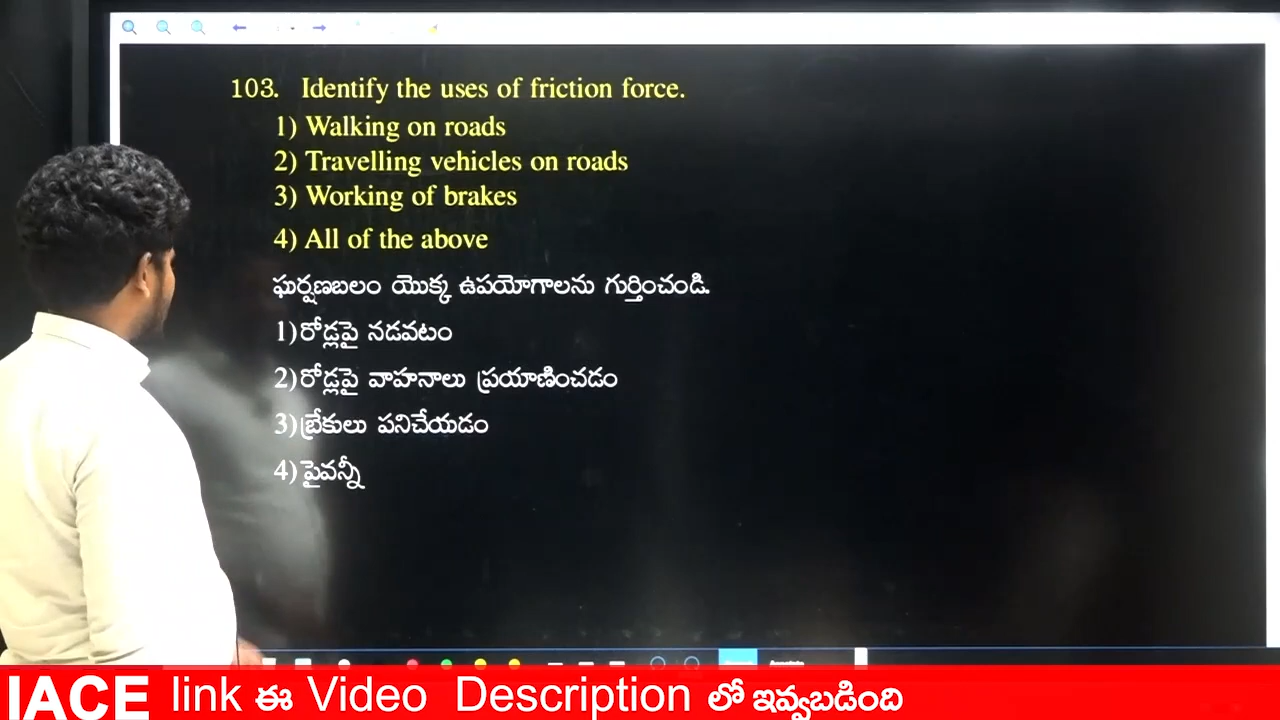 103. Identify the uses of friction force.
1) Walking on roads
2) Travelling vehicles on roads
3) Working of brakes
4) All of the above
ఘర్షణబలం యొక్క ఉపయోగాలను గుర్తించండి.
1) రోడ్లపై నడవటం
2) రోడ్లపై వాహనాలు ప్రయాణించడం
3) బ్రేకులు పనిచేయడం
4) పైవన్నీ
IACE link ఈ Video Description లో ఇవ్వబడింది